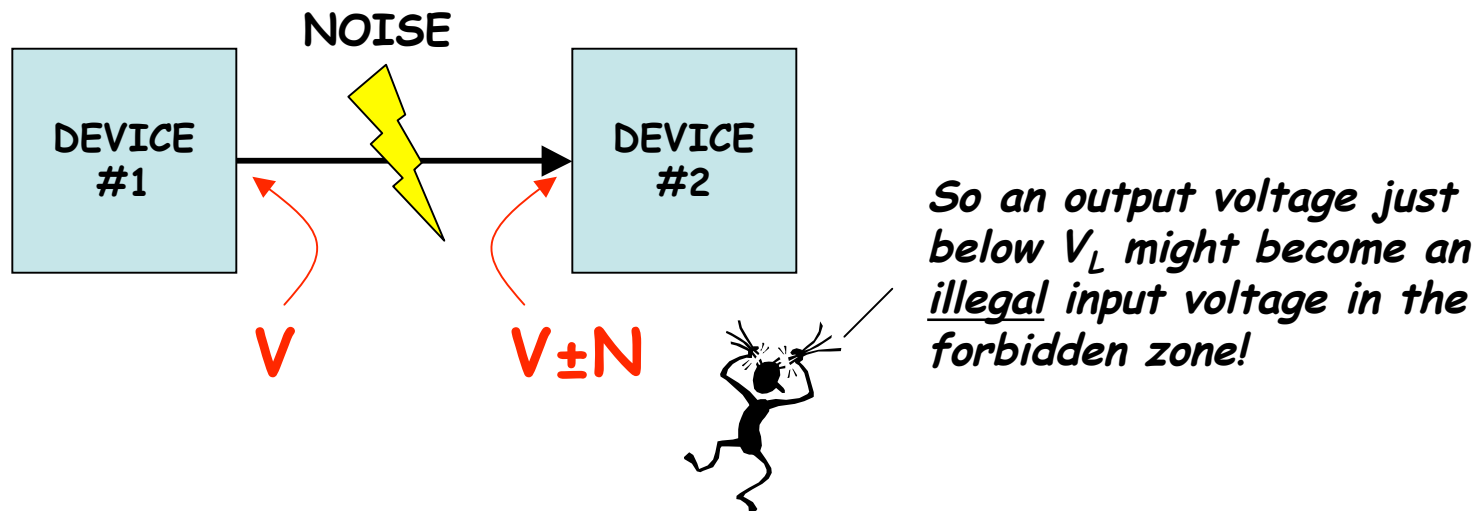 NOISE
DEVICE
#1
DEVICE
#2
V
V±N
So an output voltage just
below V_L might become an
illegal input voltage in the
forbidden zone!